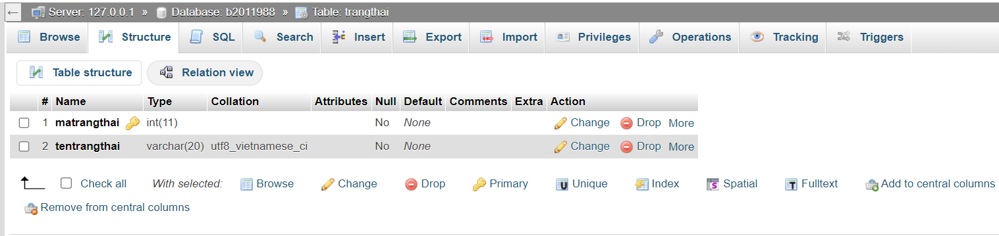 Server: 127.0.0.1 » Database: b2011988 » Table: trangthai
Browse Structure SQL Search Insert Export Import Privileges Operations Tracking Triggers
Table structure Relation view
# Name Type Collation Attributes Null Default Comments Extra Action
1 matrangthai int(11) No None Change Drop More
2 tentrangthai varchar(20) utf8_vietnamese_ci No None Change Drop More
Check all With selected: Browse Change Drop Primary Unique Index Spatial Fulltext Add to central columns
Remove from central columns